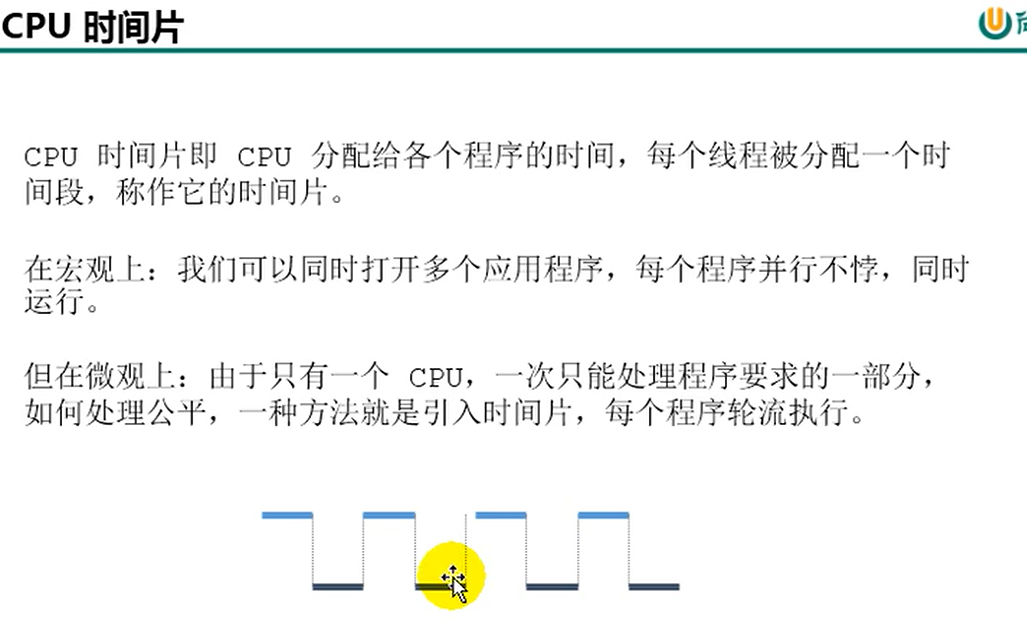 CPU 时间片
CPU 时间片即 CPU 分配给各个程序的时间，每个线程被分配一个时
间段，称作它的时间片。
在宏观上：我们可以同时打开多个应用程序，每个程序并行不悖，同时
运行。
但在微观上：由于只有一个 CPU，一次只能处理程序要求的一部分，
如何处理公平，一种方法就是引入时间片，每个程序轮流执行。